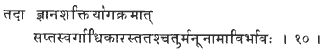 तदा ज्ञानशक्तियागक्रमात्
सप्तस्वर्गाधिकारस्ततश्चतुर्मनूनामाविर्भावः । १० ।